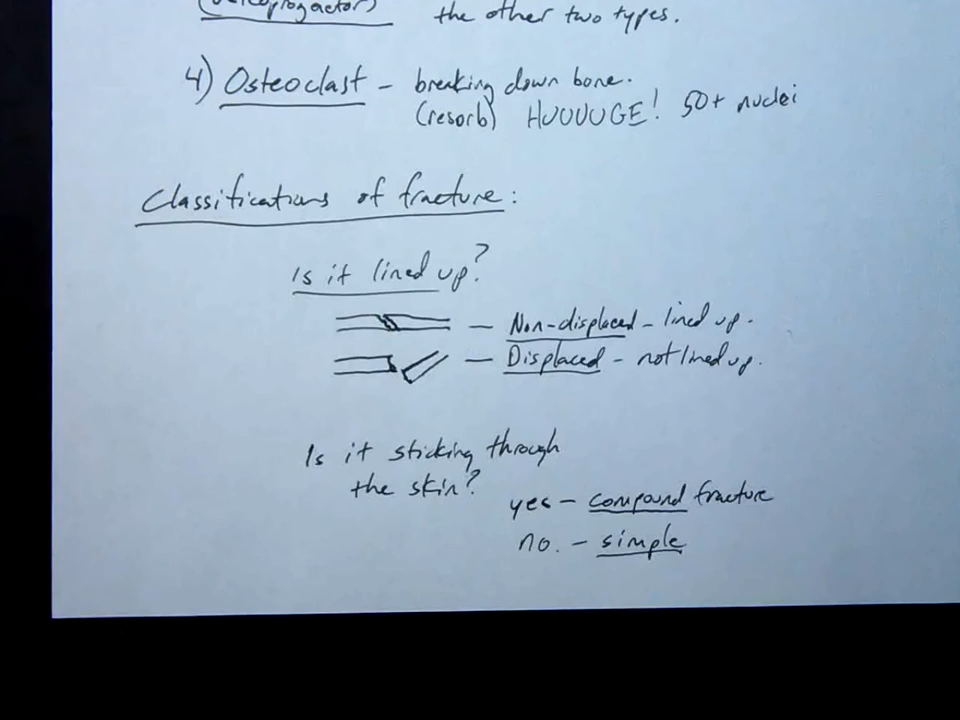 the other two types.
4) Osteoclast - breaking down bone.
(resorb) HUUUUGE! 50+ nuclei
Classifications of fracture:
Is it lined up?
- Non-displaced - lined up.
- Displaced - not lined up.
Is it sticking through
the skin?
yes - compound fracture
no. - simple